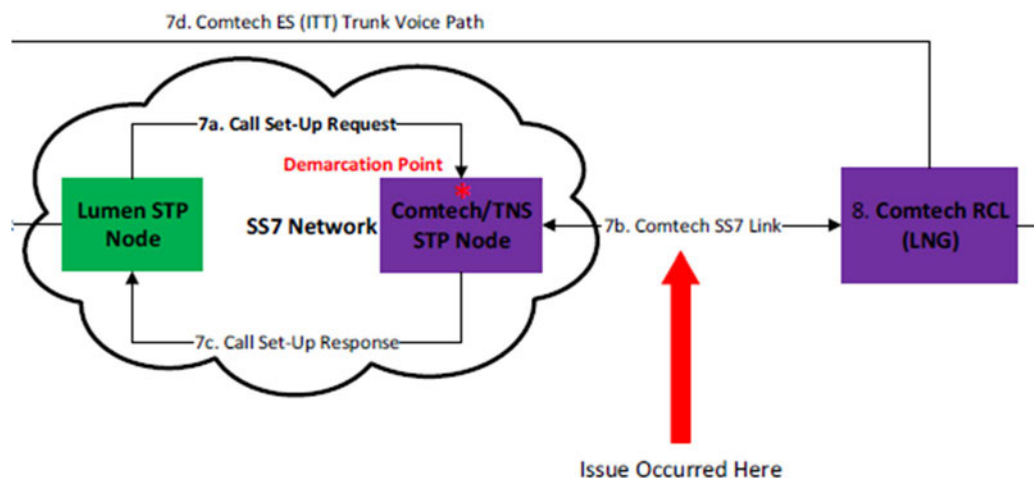 7d. Comtech ES (ITT) Trunk Voice Path
7a. Call Set-Up Request
Demarcation Point
*
Lumen STP
Node
SS7 Network
Comtech/TNS
STP Node
7b. Comtech SS7 Link
8. Comtech RCL
(LNG)
7c. Call Set-Up Response
Issue Occurred Here